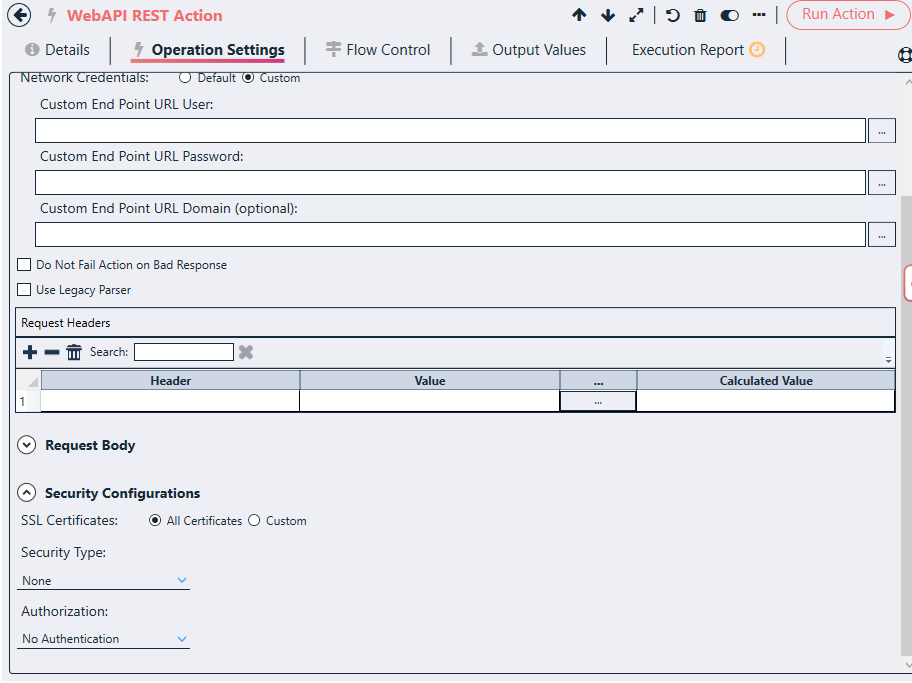 WebAPI REST Action
Run Action
Details
Operation Settings
Flow Control
Output Values
Execution Report
Network Credentials: Default Custom
Custom End Point URL User:
...
Custom End Point URL Password:
...
Custom End Point URL Domain (optional):
...
Do Not Fail Action on Bad Response
Use Legacy Parser
Request Headers
Search:
Header Value ... Calculated Value
1 ...
Request Body
Security Configurations
SSL Certificates: All Certificates Custom
Security Type:
None
Authorization:
No Authentication